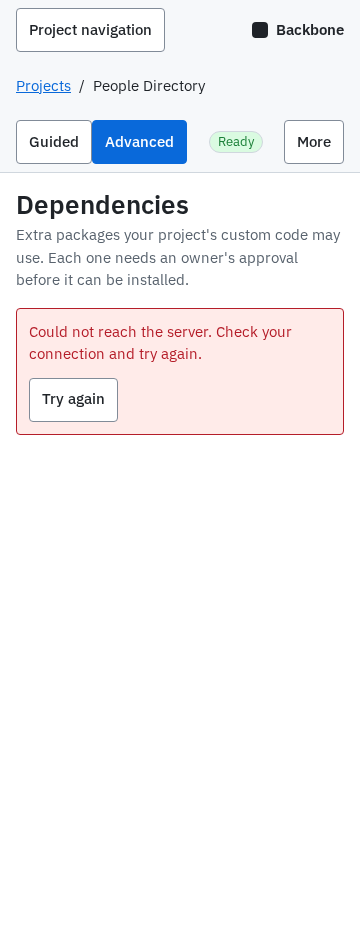 Project navigation
Backbone
Projects / People Directory
Guided
Advanced
Ready
More
Dependencies
Extra packages your project's custom code may
use. Each one needs an owner's approval
before it can be installed.
Could not reach the server. Check your
connection and try again.
Try again